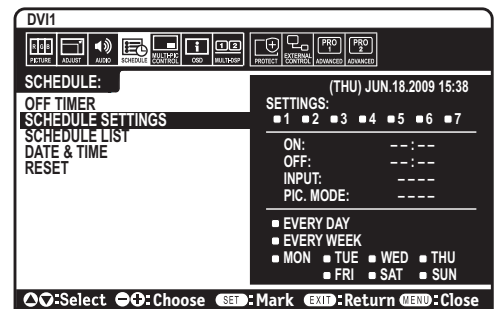 DVI1
RGB
PICTURE ADJUST AUDIO SCHEDULE MULTI-PIC CONTROL OSD MULTI-DSP PROTECT EXTERNAL CONTROL PRO 1 ADVANCED PRO 2 ADVANCED
SCHEDULE:
OFF TIMER
SCHEDULE SETTINGS
SCHEDULE LIST
DATE & TIME
RESET
(THU) JUN.18.2009 15:38
SETTINGS:
1 2 3 4 5 6 7
ON: --:--
OFF: --:--
INPUT: ----
PIC. MODE: ----
EVERY DAY
EVERY WEEK
MON TUE WED THU
FRI SAT SUN
:Select :Choose SET:Mark EXIT:Return MENU:Close